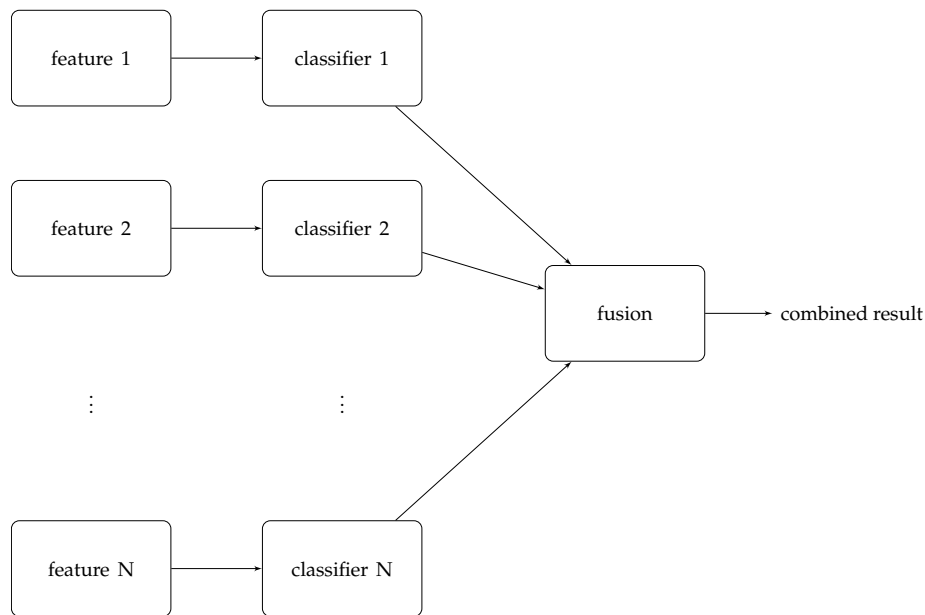 feature 1
classifier 1
feature 2
classifier 2
fusion
combined result
⋮
⋮
feature N
classifier N